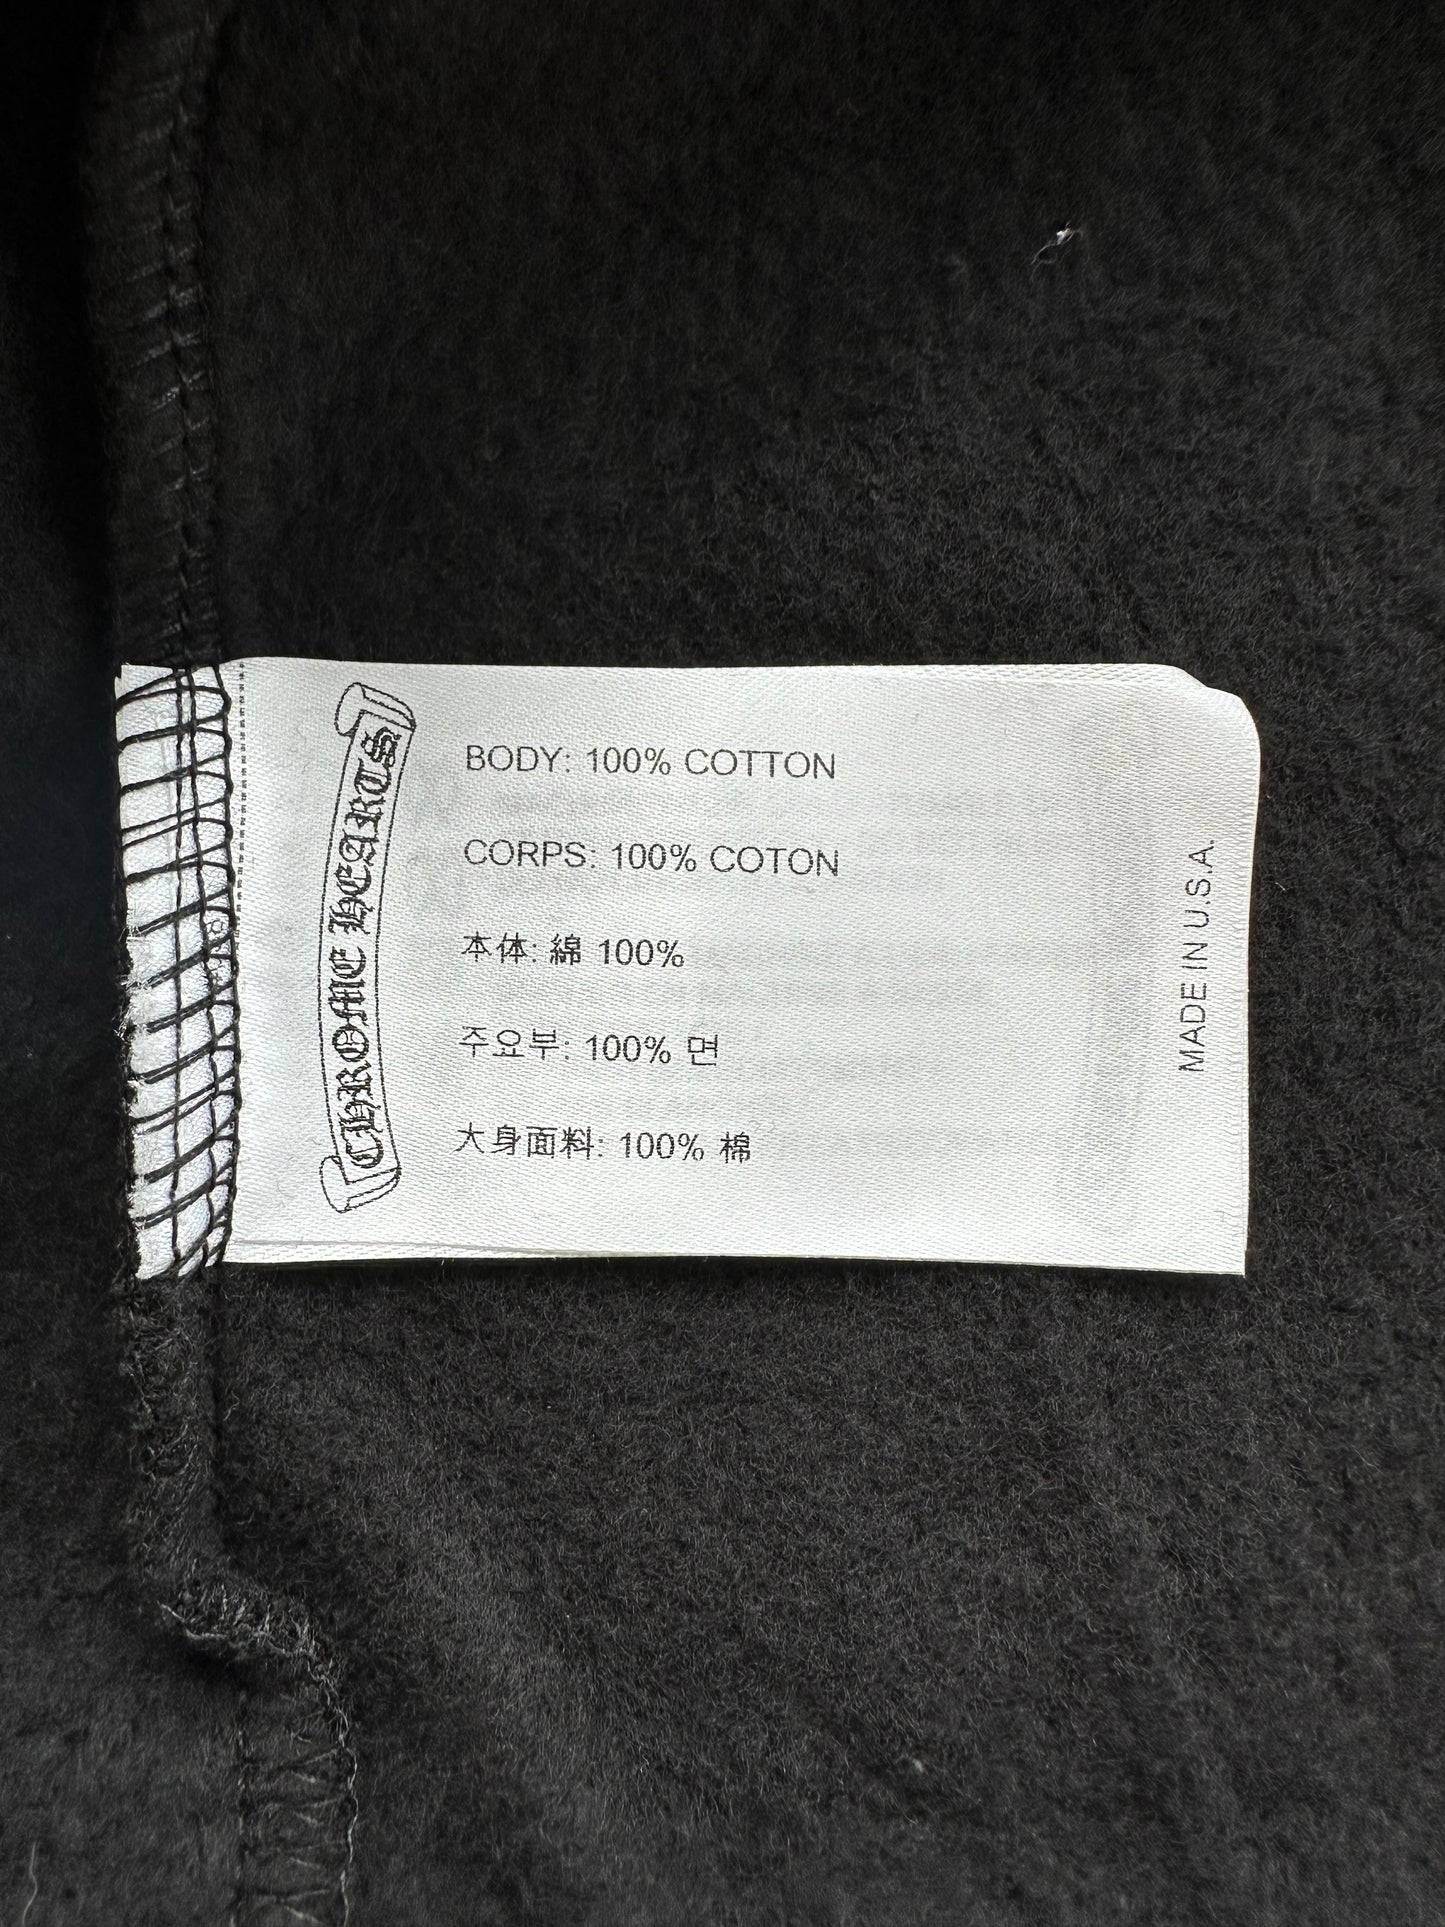 CHROME HEARTS
BODY: 100% COTTON
CORPS: 100% COTON
本体: 綿 100%
주요부: 100% 면
大身面料: 100% 棉
MADE IN U.S.A.